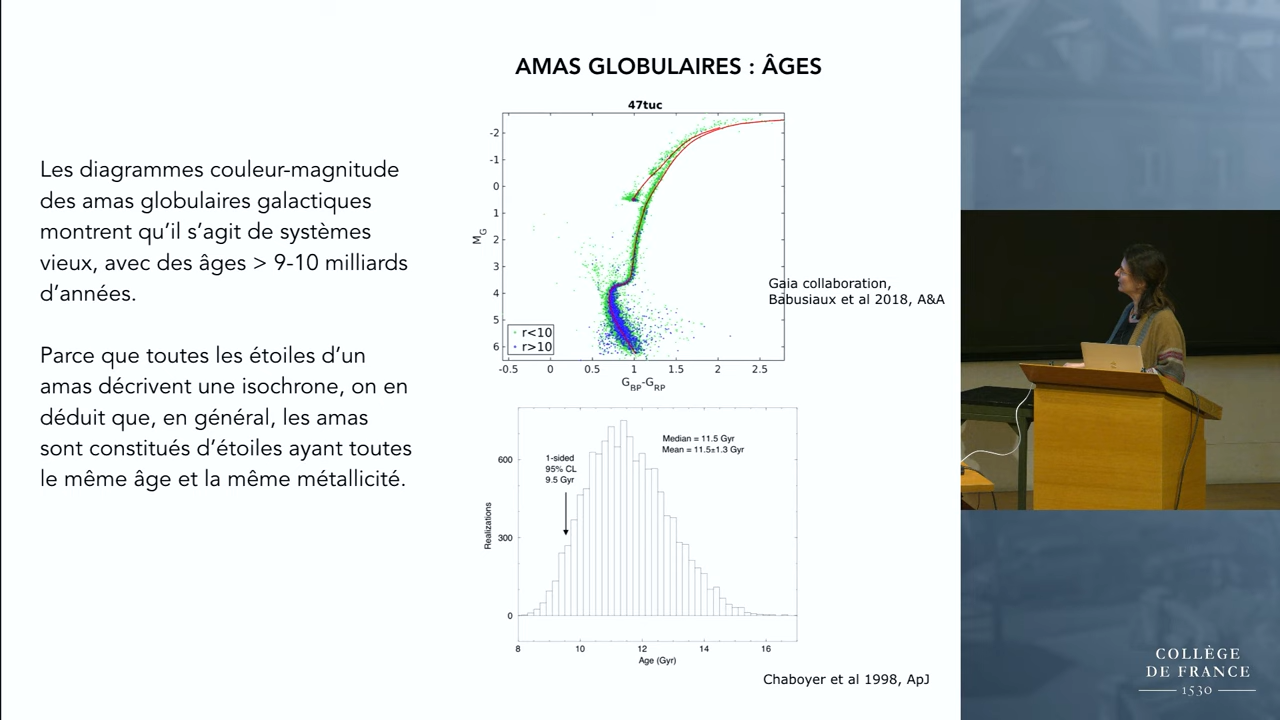 AMAS GLOBULAIRES : ÂGES
Les diagrammes couleur-magnitude
des amas globulaires galactiques
montrent qu'il s'agit de systèmes
vieux, avec des âges > 9-10 milliards
d'années.
Parce que toutes les étoiles d'un
amas décrivent une isochrone, on en
déduit que, en général, les amas
sont constitués d'étoiles ayant toutes
le même âge et la même métallicité.
47tuc
-2
-1
0
1
2
3
4
5
6
M_G
r<10
r>10
-0.5 0 0.5 1 1.5 2 2.5
G_BP-G_RP
Gaia collaboration,
Babusiaux et al 2018, A&A
Median = 11.5 Gyr
Mean = 11.5±1.3 Gyr
1-sided
95% CL
9.5 Gyr
600
300
0
Realizations
8 10 12 14 16
Age (Gyr)
Chaboyer et al 1998, ApJ
COLLÈGE
DE FRANCE
1530